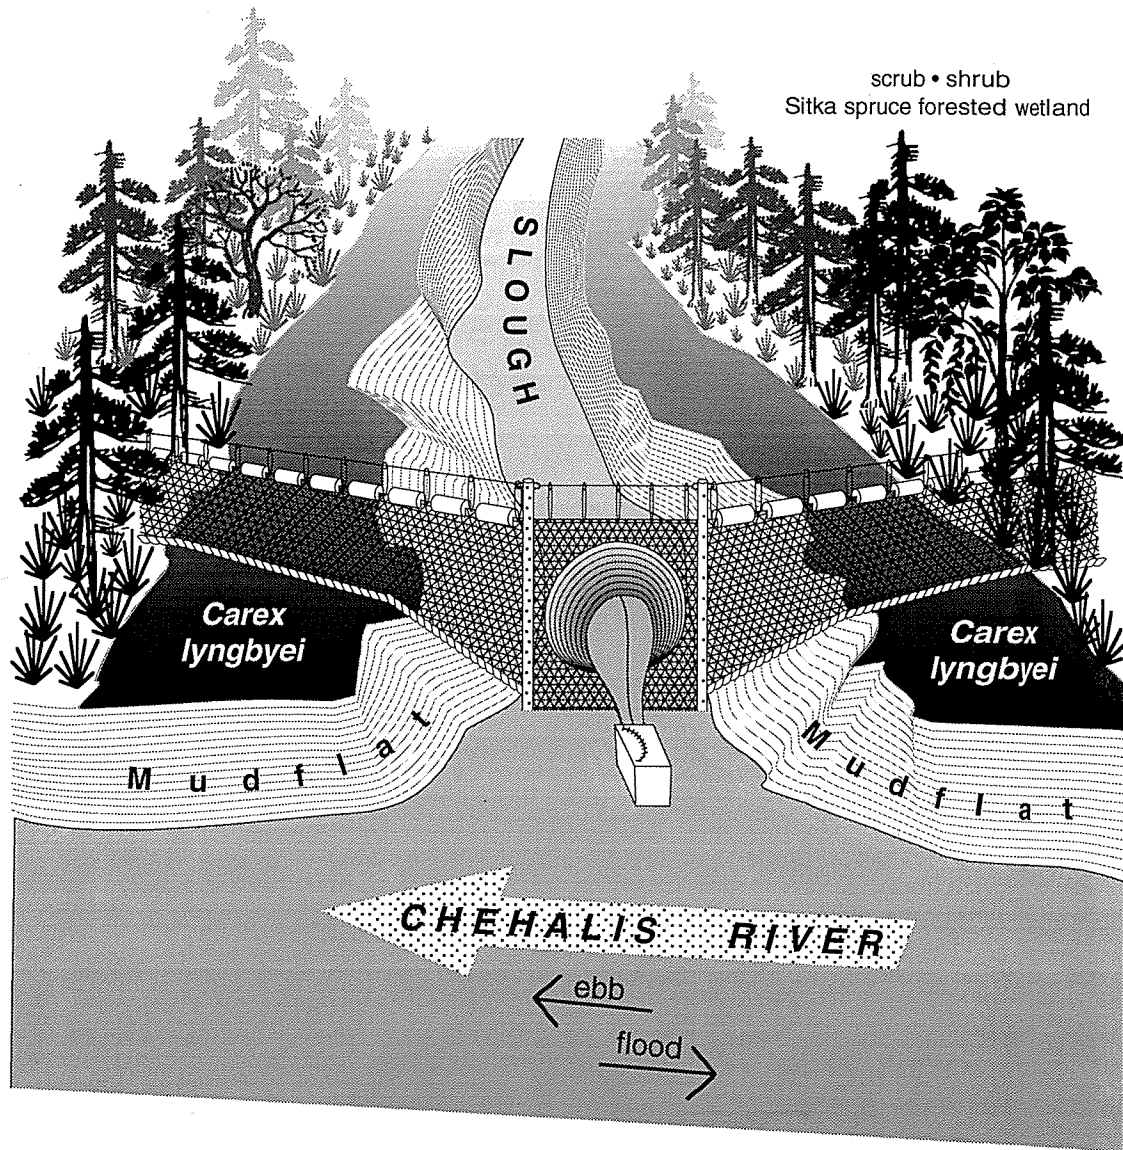 scrub • shrub
Sitka spruce forested wetland
SLOUGH
Carex
lyngbyei
Carex
lyngbyei
Mudflat
Mudflat
CHEHALIS RIVER
ebb
flood